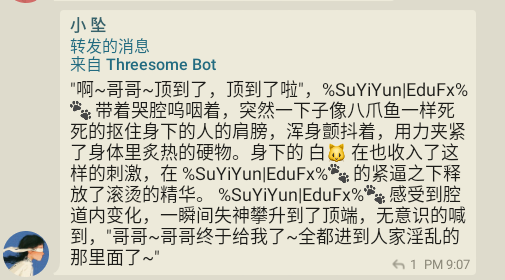 小 坠
转发的消息
来自 Threesome Bot
"啊~哥哥~顶到了，顶到了啦"，%SuYiYun|EduFx%
🐾 带着哭腔呜咽着，突然一下子像八爪鱼一样死
死的抠住身下的人的肩膀，浑身颤抖着，用力夹紧
了身体里炙热的硬物。身下的 白🐱 在也收入了这
样的刺激，在 %SuYiYun|EduFx%🐾 的紧逼之下释
放了滚烫的精华。 %SuYiYun|EduFx%🐾 感受到腔
道内变化，一瞬间失神攀升到了顶端，无意识的喊
到，"哥哥~哥哥终于给我了~全都进到人家淫乱的
那里面了~"
1 PM 9:07